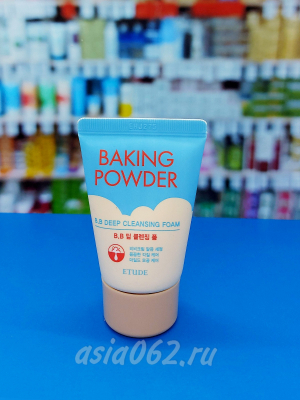 BAKING
POWDER
B.B DEEP CLEANSING FOAM
B.B 딥 클렌징 폼
ETUDE
asia062.ru